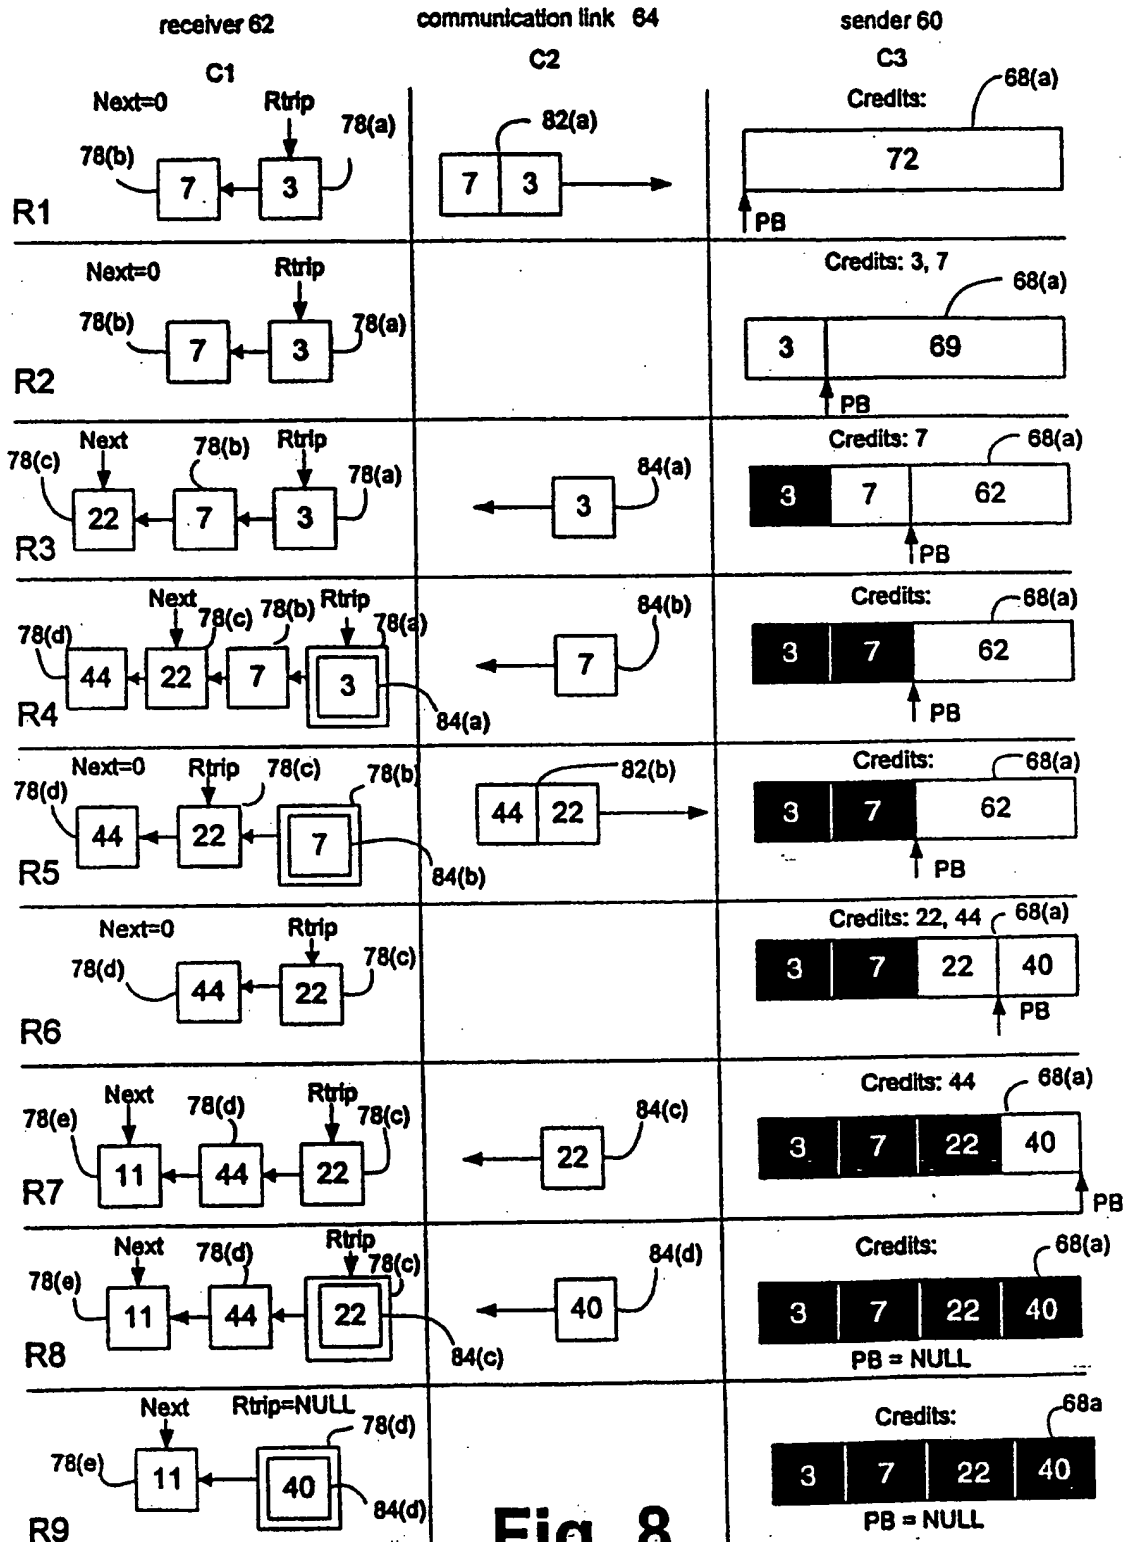 receiver 62
communication link 64
sender 60
C1
C2
C3
Next=0
Rtrip
78(a)
78(b)
7
3
82(a)
7 3
Credits:
68(a)
72
PB
R1
Next=0
Rtrip
78(b)
78(a)
7
3
Credits: 3, 7
68(a)
3
69
PB
R2
Next
78(b)
Rtrip
78(c)
78(a)
22
7
3
84(a)
3
Credits: 7
68(a)
3
7
62
PB
R3
Next
78(c)
78(b)
Rtrip
78(a)
78(d)
44
22
7
3
84(a)
84(b)
7
Credits:
68(a)
3
7
62
PB
R4
Next=0
Rtrip
78(c)
78(b)
78(d)
44
22
7
84(b)
82(b)
44 22
Credits:
68(a)
3
7
62
PB
R5
Next=0
Rtrip
78(d)
78(c)
44
22
Credits: 22, 44
68(a)
3
7
22
40
PB
R6
Next
78(d)
Rtrip
78(e)
78(c)
11
44
22
84(c)
22
Credits: 44
68(a)
3
7
22
40
PB
R7
Next
78(d)
Rtrip
78(c)
78(e)
11
44
22
84(c)
84(d)
40
Credits:
68(a)
3
7
22
40
PB = NULL
R8
Next
Rtrip=NULL
78(d)
78(e)
11
40
84(d)
Credits:
68a
3
7
22
40
PB = NULL
R9
Fig. 8